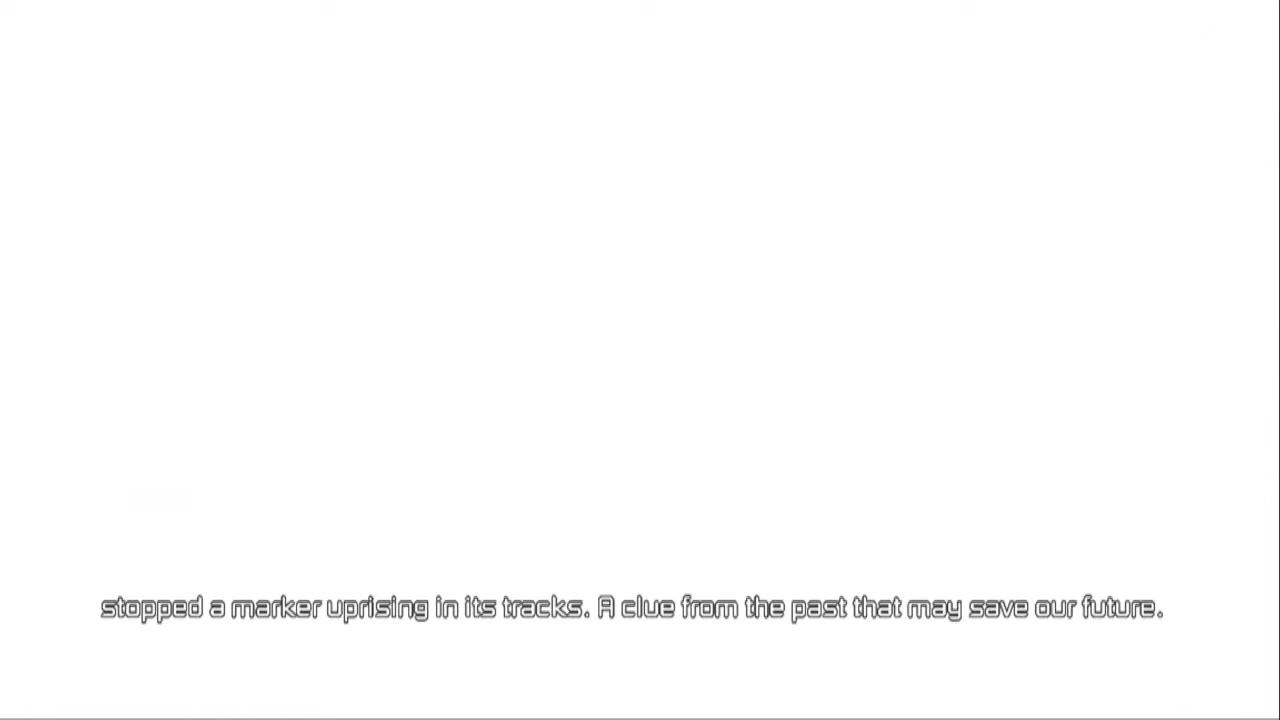 stopped a marker uprising in its tracks. A clue from the past that may save our future.